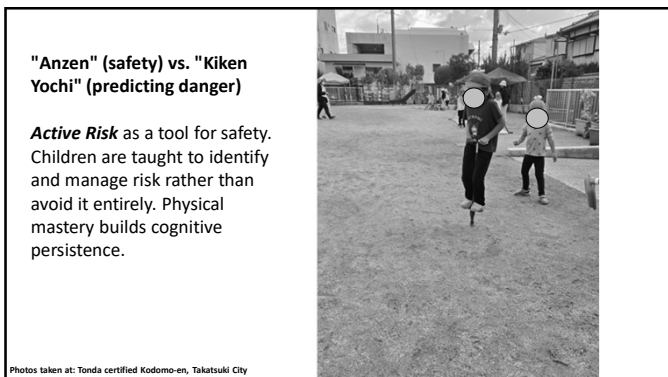 "Anzen" (safety) vs. "Kiken
Yochi" (predicting danger)
Active Risk as a tool for safety.
Children are taught to identify
and manage risk rather than
avoid it entirely. Physical
mastery builds cognitive
persistence.
Photos taken at: Tonda certified Kodomo-en, Takatsuki City